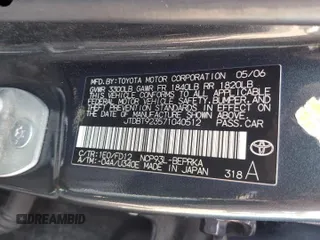 MFD BY: TOYOTA MOTOR CORPORATION 05/06
GVWR 3300LB GAWR FR 1840LB RR 1820LB
THIS VEHICLE CONFORMS TO ALL APPLICABLE
FEDERAL MOTOR VEHICLE SAFETY, BUMPER, AND
THEFT PREVENTION STANDARDS IN EFFECT ON
THE DATE OF MANUFACTURE SHOWN ABOVE.
JTDBT923571040512 PASS. CAR
C/TR:1E0/FD12 NCP93L-BEPRKA
A/TM:-04A/U340E
MADE IN JAPAN 318 A
DREAMBID